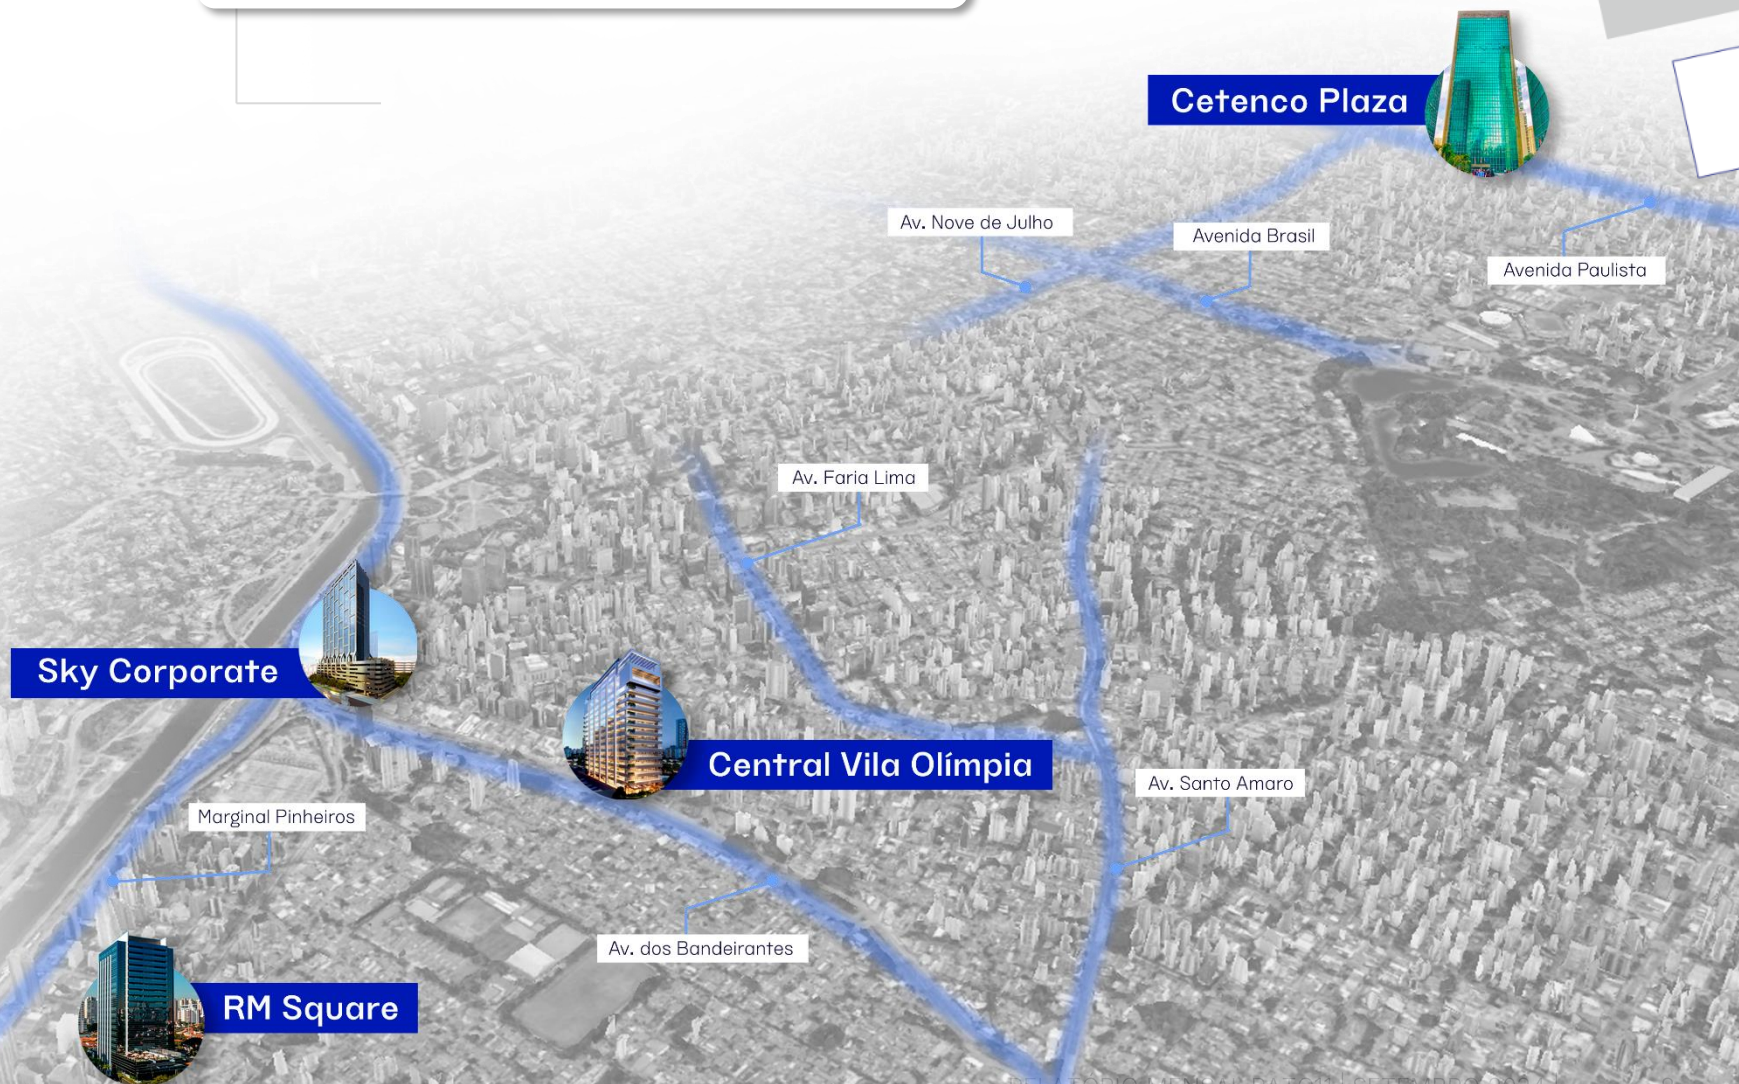 Cetenco Plaza
Av. Nove de Julho
Avenida Brasil
Avenida Paulista
Av. Faria Lima
Sky Corporate
Central Vila Olímpia
Av. Santo Amaro
Marginal Pinheiros
Av. dos Bandeirantes
RM Square